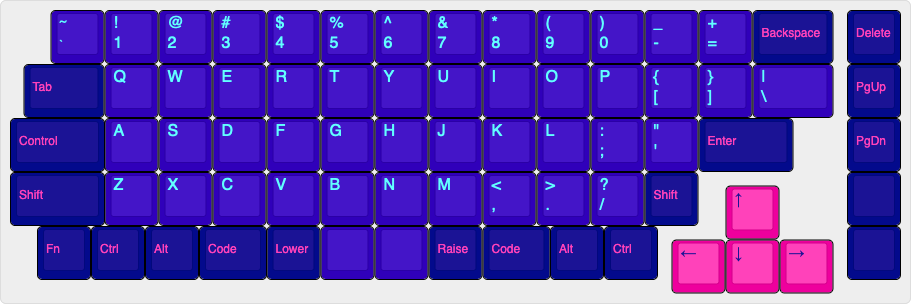 ~ ! @ # $ % ^ & * ( ) _ + Backspace Delete
` 1 2 3 4 5 6 7 8 9 0 - =
Tab Q W E R T Y U I O P { } | PgUp
[ ] \
Control A S D F G H J K L : " Enter PgDn
; '
Shift Z X C V B N M < > ? Shift
, . /
↑
Fn Ctrl Alt Code Lower Raise Code Alt Ctrl
← ↓ →